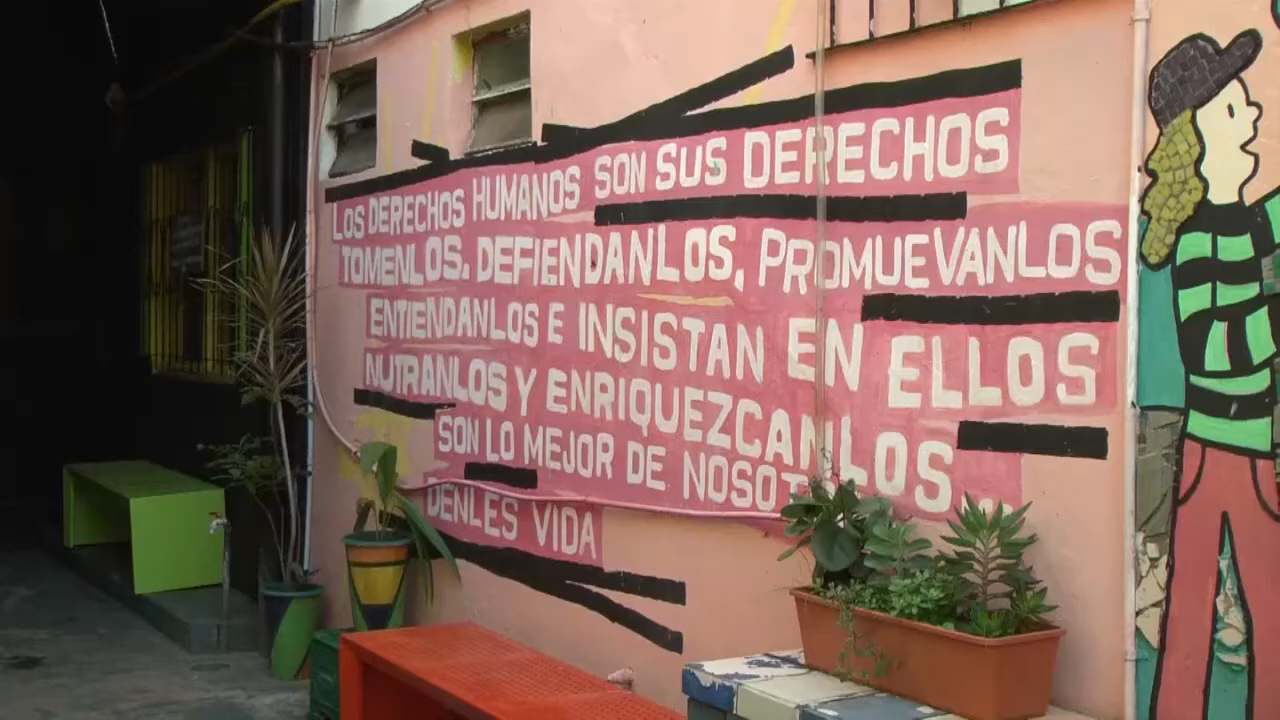 LOS DERECHOS HUMANOS SON SUS DERECHOS
TOMENLOS. DEFIENDANLOS, PROMUEVANLOS
ENTIENDANLOS E INSISTAN EN ELLOS
NUTRANLOS Y ENRIQUEZCANLOS..
SON LO MEJOR DE NOSOT
DENLES VIDA